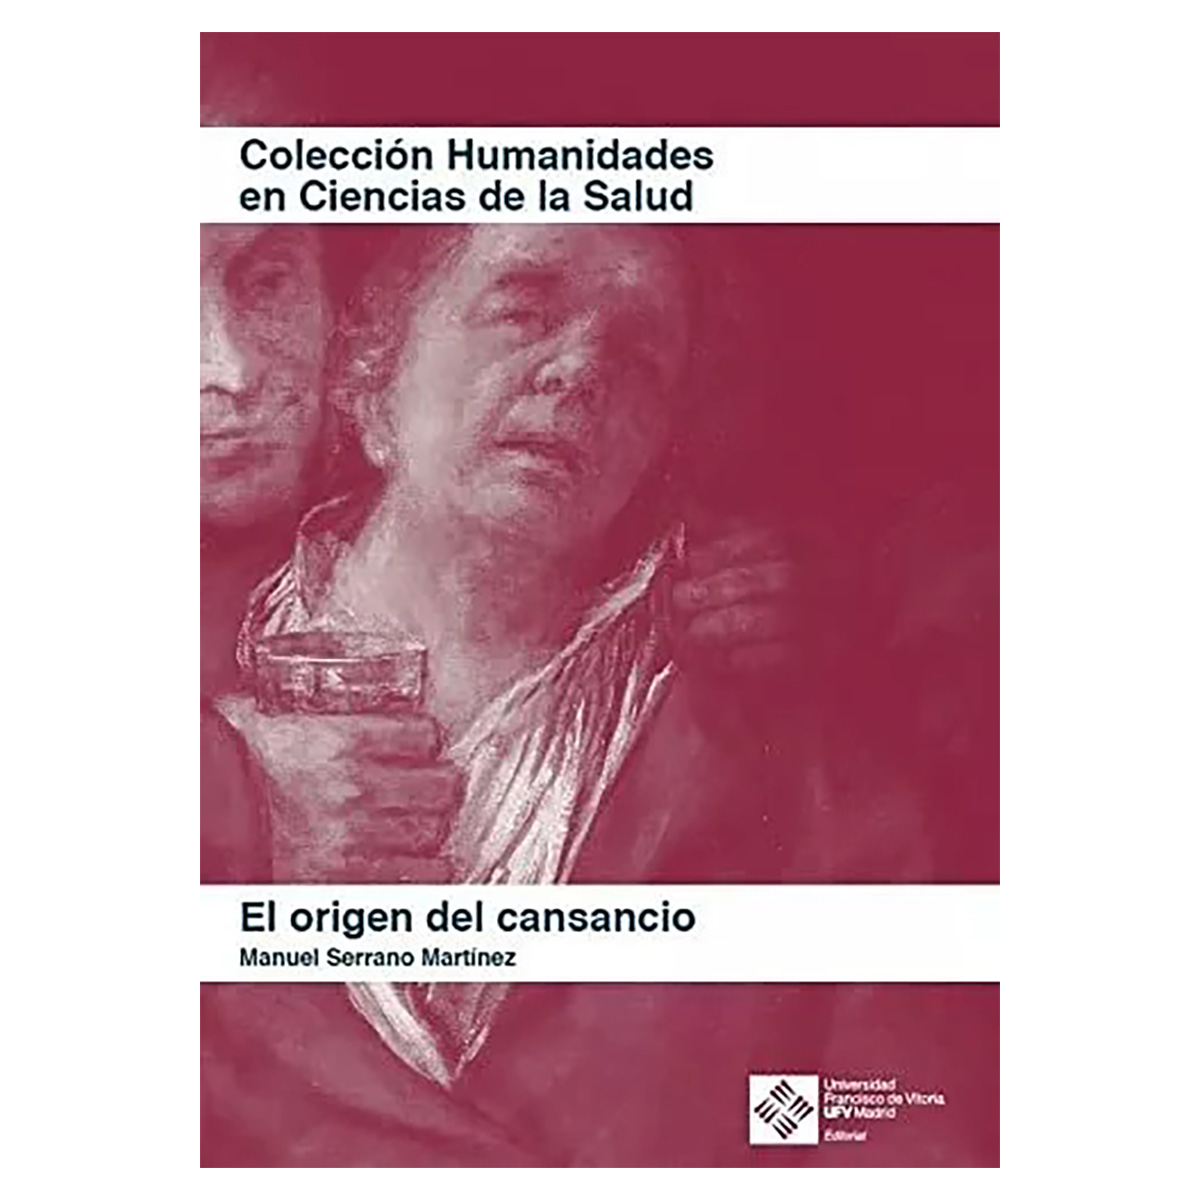 Colección Humanidades
en Ciencias de la Salud
El origen del cansancio
Manuel Serrano Martínez
Universidad
Francisco de Vitoria
UFV Madrid
Editorial